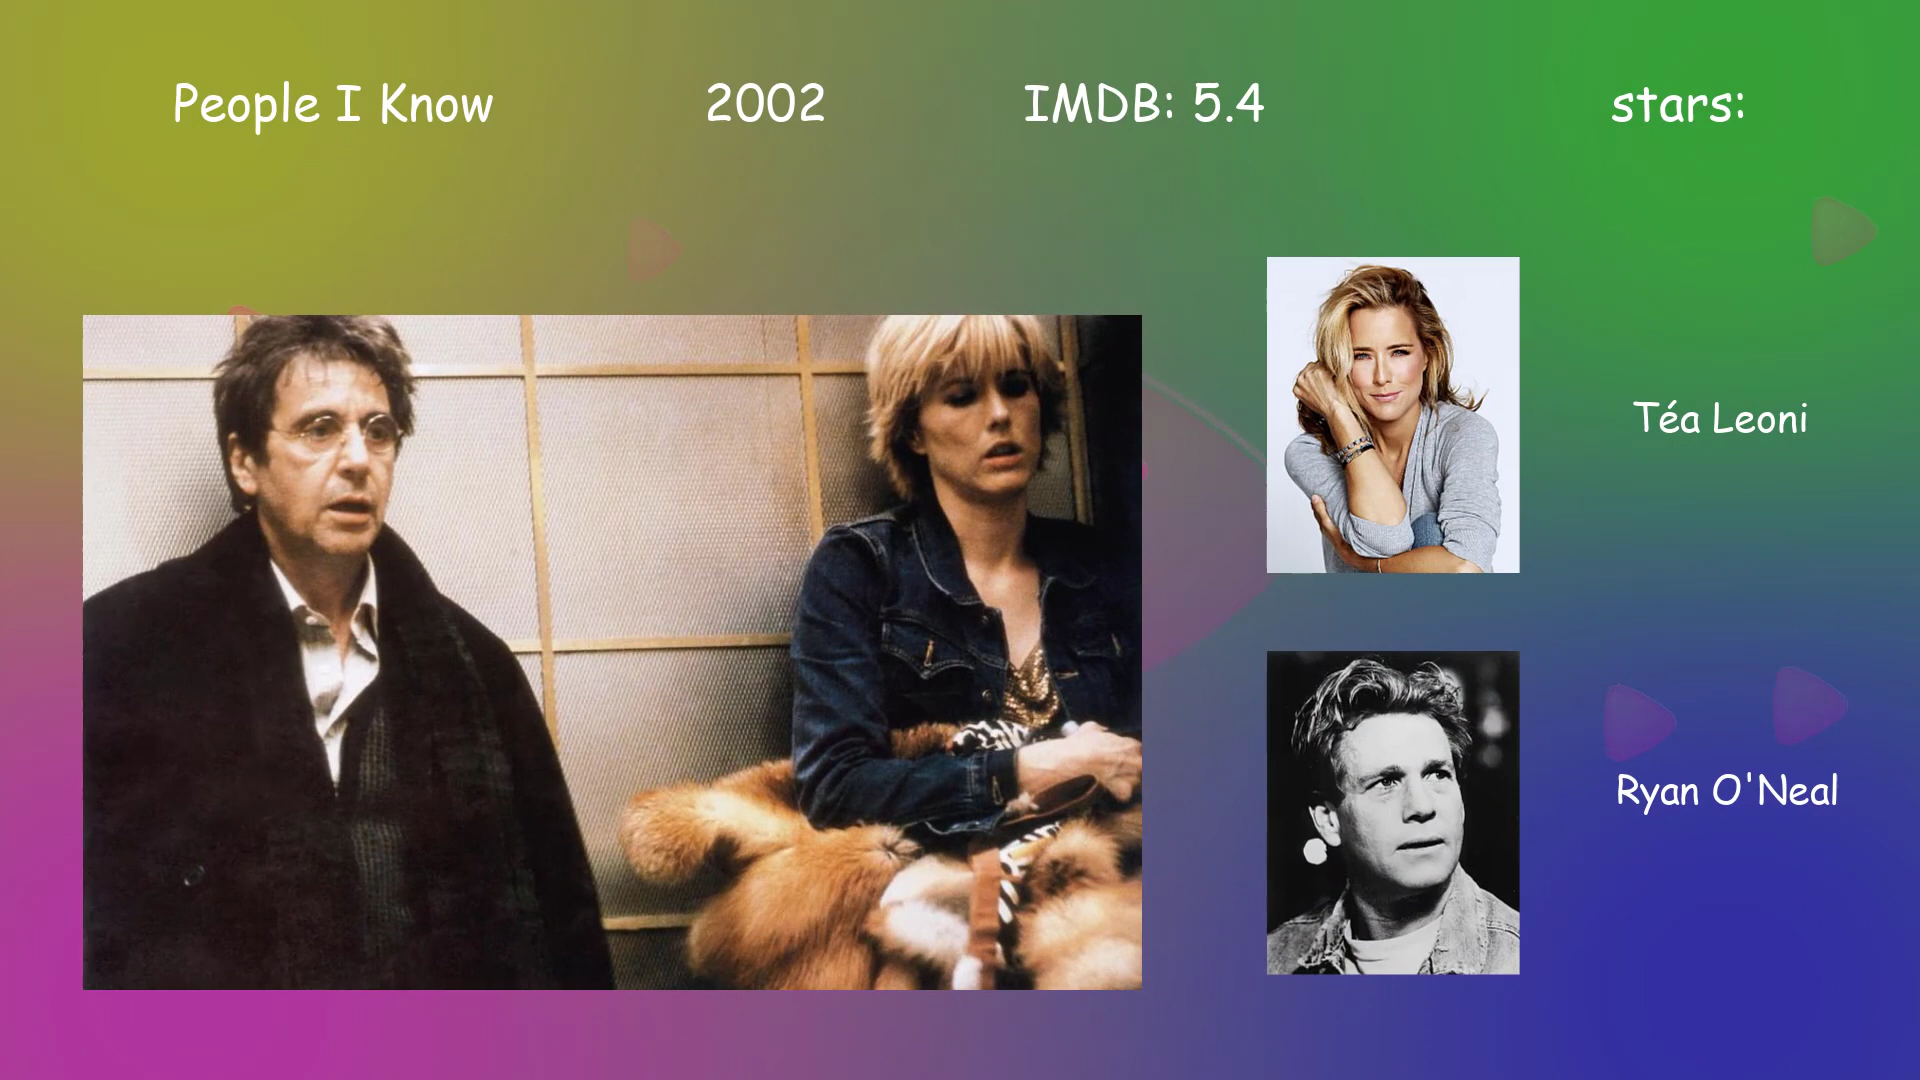 People I Know
2002
IMDB: 5.4
stars:
Téa Leoni
Ryan O'Neal